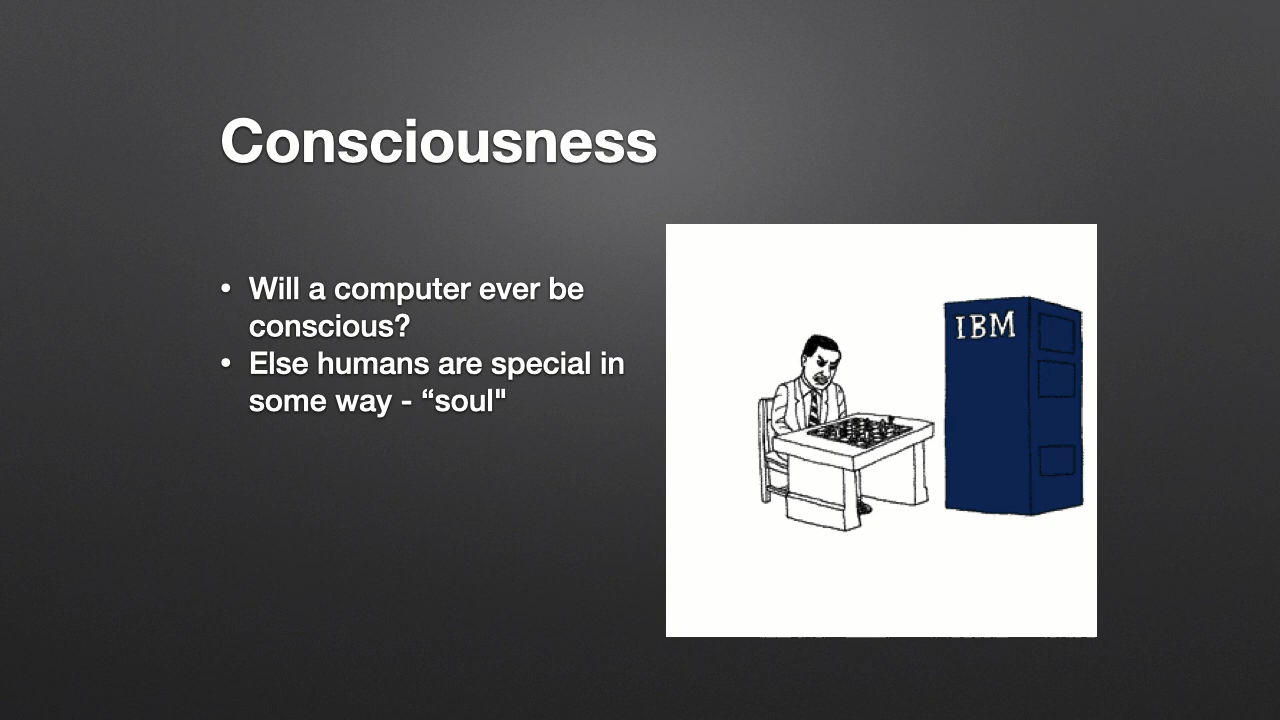 Consciousness
• Will a computer ever be
conscious?
• Else humans are special in
some way - “soul"
IBM